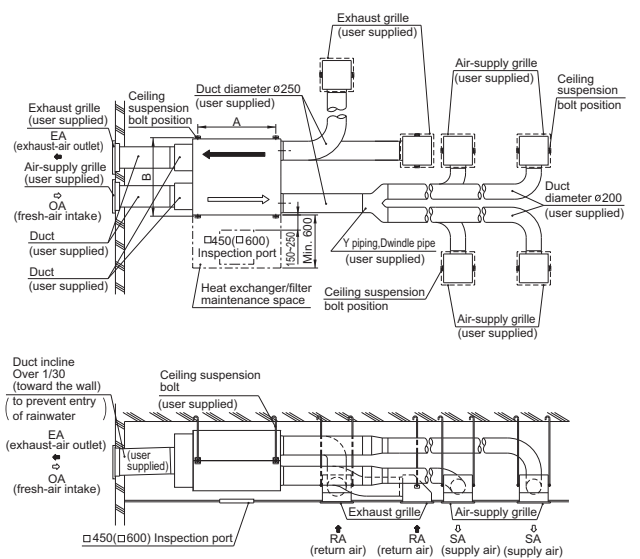 Exhaust grille
(user supplied)
Air-supply grille
(user supplied)
Ceiling
suspension
bolt position
Duct diameter ø250
(user supplied)
Ceiling
suspension
bolt position
A
B
Exhaust grille
(user supplied)
EA
(exhaust-air outlet)
Air-supply grille
(user supplied)
OA
(fresh-air intake)
Duct
(user supplied)
Duct
(user supplied)
Duct
diameter ø200
(user supplied)
□450(□600)
Inspection port
150~250
Min. 600
Y piping,Dwindle pipe
(user supplied)
Heat exchanger/filter
maintenance space
Ceiling suspension
bolt position
Air-supply grille
(user supplied)
Duct incline
Over 1/30
(toward the wall)
(to prevent entry
of rainwater)
EA
(exhaust-air outlet)
OA
(fresh-air intake)
Ceiling suspension
bolt
(user supplied)
(user
supplied)
□450(□600) Inspection port
Exhaust grille
Air-supply grille
RA
(return air)
RA
(return air)
SA
(supply air)
SA
(supply air)